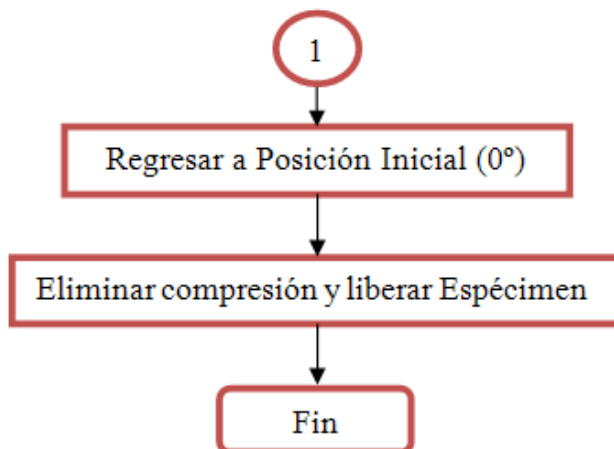 1
Regresar a Posición Inicial (0º)
Eliminar compresión y liberar Espécimen
Fin